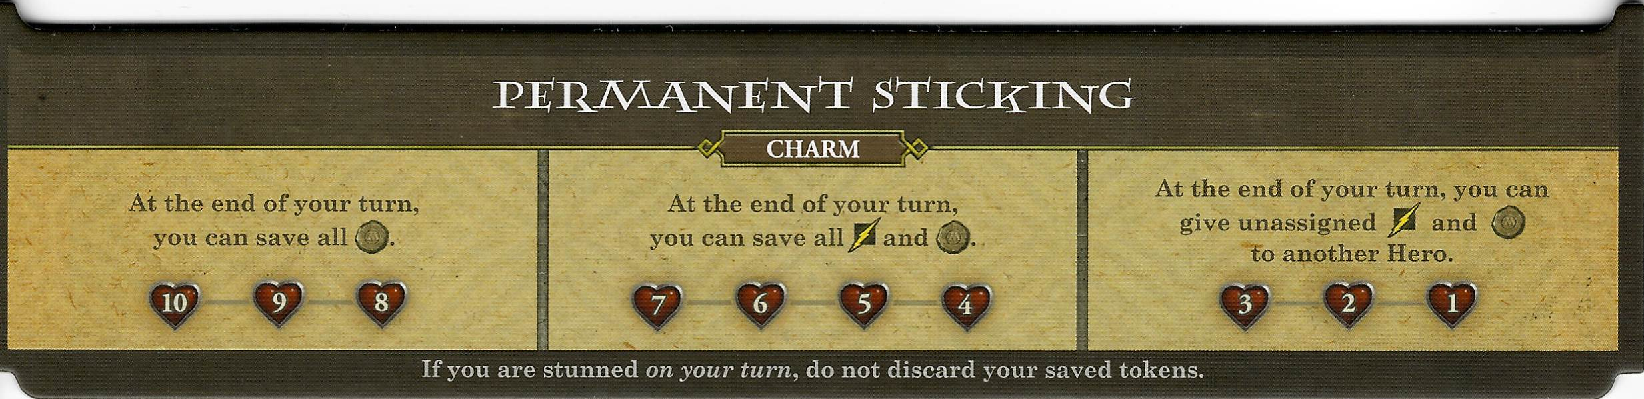 PERMANENT STICKING
CHARM
At the end of your turn,
you can save all .
10 9 8
At the end of your turn,
you can save all and .
7 6 5 4
At the end of your turn, you can
give unassigned and
to another Hero.
3 2 1
If you are stunned on your turn, do not discard your saved tokens.